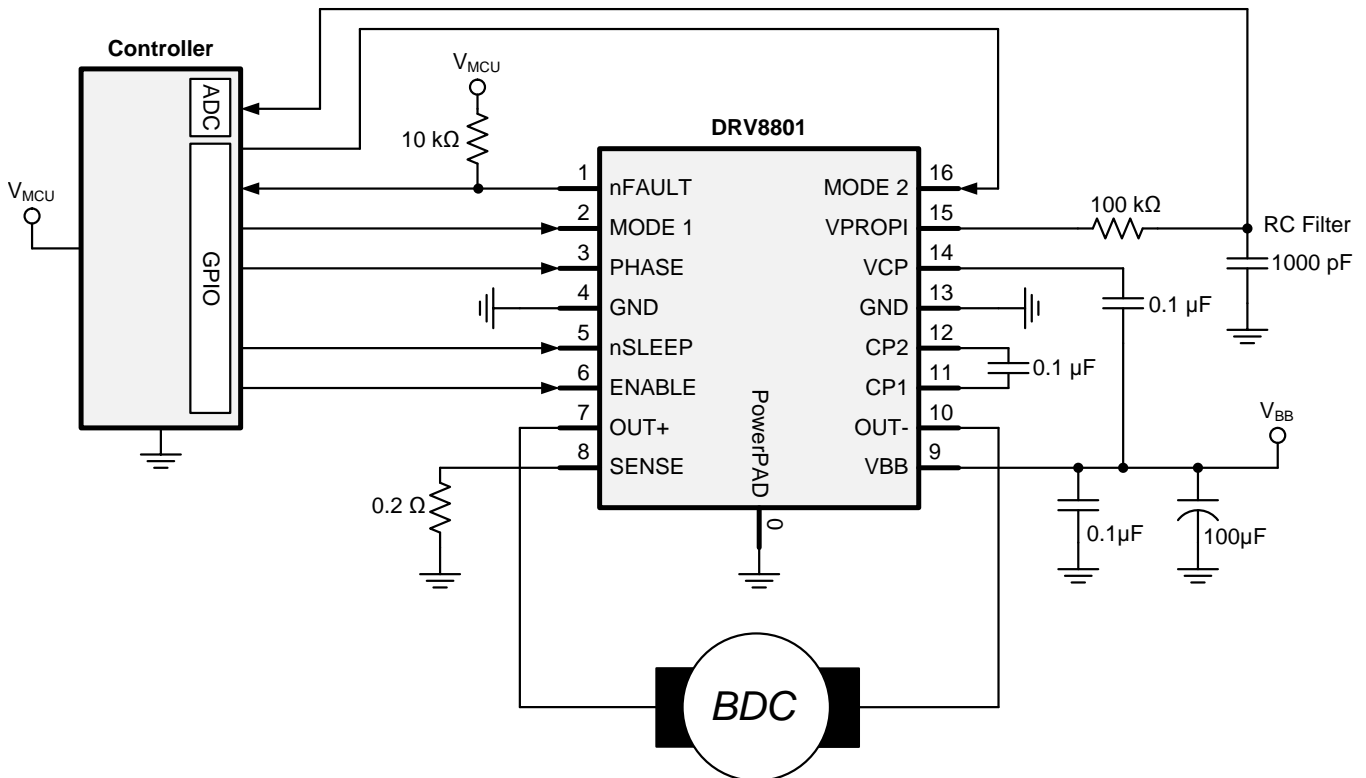 Controller
ADC
GPIO
VMCU
VMCU
10 kΩ
DRV8801
1
nFAULT
2
MODE 1
3
PHASE
4
GND
5
nSLEEP
6
ENABLE
7
OUT+
8
SENSE
16
MODE 2
15
VPROPI
14
VCP
13
GND
12
CP2
11
CP1
10
OUT-
9
VBB
PowerPAD
0
100 kΩ
RC Filter
1000 pF
0.1 µF
0.1 µF
VBB
0.1µF
100µF
0.2 Ω
BDC